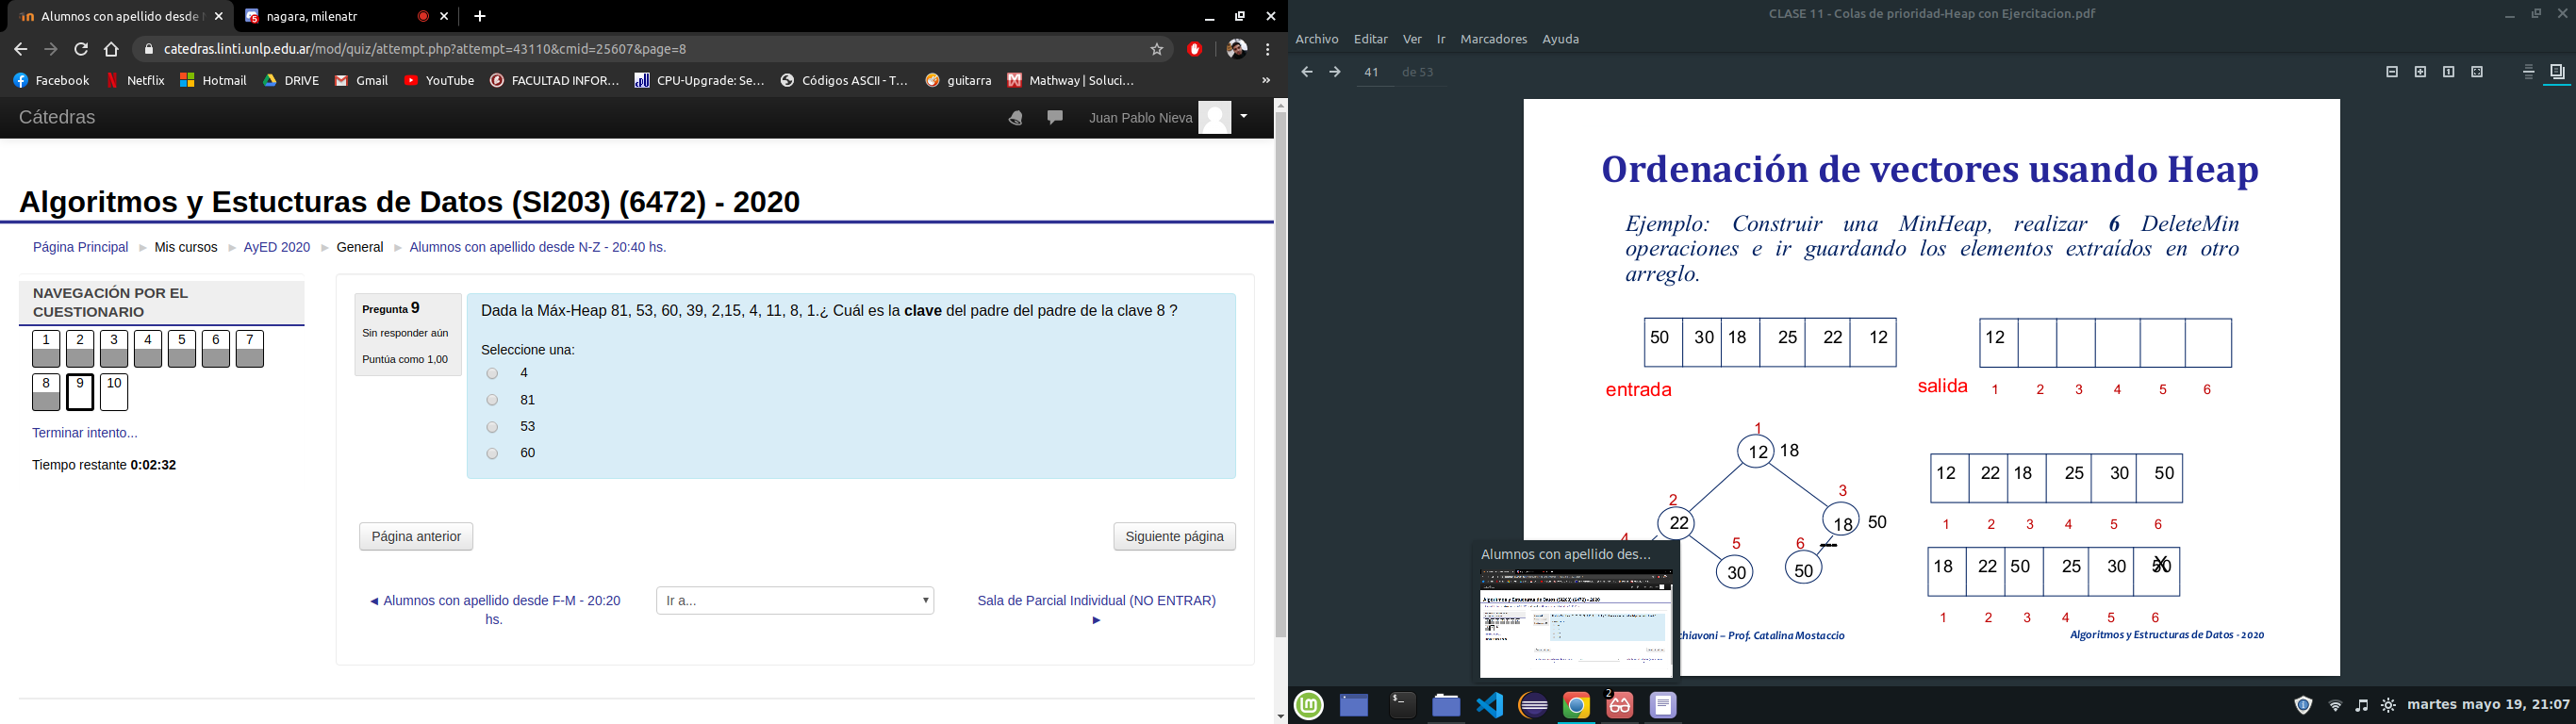 Alumnos con apellido desde N
nagara, milenatr
catedras.linti.unlp.edu.ar/mod/quiz/attempt.php?attempt=43110&cmid=25607&page=8
Facebook
Netflix
Hotmail
DRIVE
Gmail
YouTube
FACULTAD INFOR...
CPU-Upgrade: Se...
Códigos ASCII - T...
guitarra
Mathway | Soluci...
»
Cátedras
Juan Pablo Nieva
Algoritmos y Estucturas de Datos (SI203) (6472) - 2020
Página Principal ► Mis cursos ► AyED 2020 ► General ► Alumnos con apellido desde N-Z - 20:40 hs.
NAVEGACIÓN POR EL
CUESTIONARIO
1 2 3 4 5 6 7
8 9 10
Terminar intento...
Tiempo restante 0:02:32
Pregunta 9
Sin responder aún
Puntúa como 1,00
Dada la Máx-Heap 81, 53, 60, 39, 2,15, 4, 11, 8, 1.¿ Cuál es la clave del padre del padre de la clave 8 ?
Seleccione una:
4
81
53
60
Página anterior
Siguiente página
◄ Alumnos con apellido desde F-M - 20:20
hs.
Ir a...
Sala de Parcial Individual (NO ENTRAR)
►
CLASE 11 - Colas de prioridad-Heap con Ejercitacion.pdf
Archivo Editar Ver Ir Marcadores Ayuda
41 de 53
Ordenación de vectores usando Heap
Ejemplo: Construir una MinHeap, realizar 6 DeleteMin
operaciones e ir guardando los elementos extraídos en otro
arreglo.
50 30 18 25 22 12
entrada
12
salida 1 2 3 4 5 6
1
12 18
2
22
3
18 50
4
5
30
6
50
12 22 18 25 30 50
1 2 3 4 5 6
18 22 50 25 30 50 X
1 2 3 4 5 6
chiavoni – Prof. Catalina Mostaccio
Algoritmos y Estructuras de Datos - 2020
Alumnos con apellido des...
2
martes mayo 19, 21:07